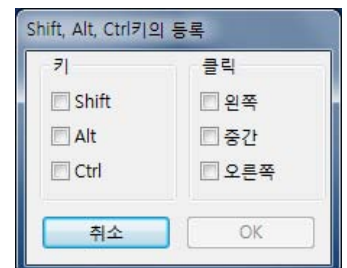 Shift, Alt, Ctrl키의 등록
키
Shift
Alt
Ctrl
클릭
왼쪽
중간
오른쪽
취소
OK